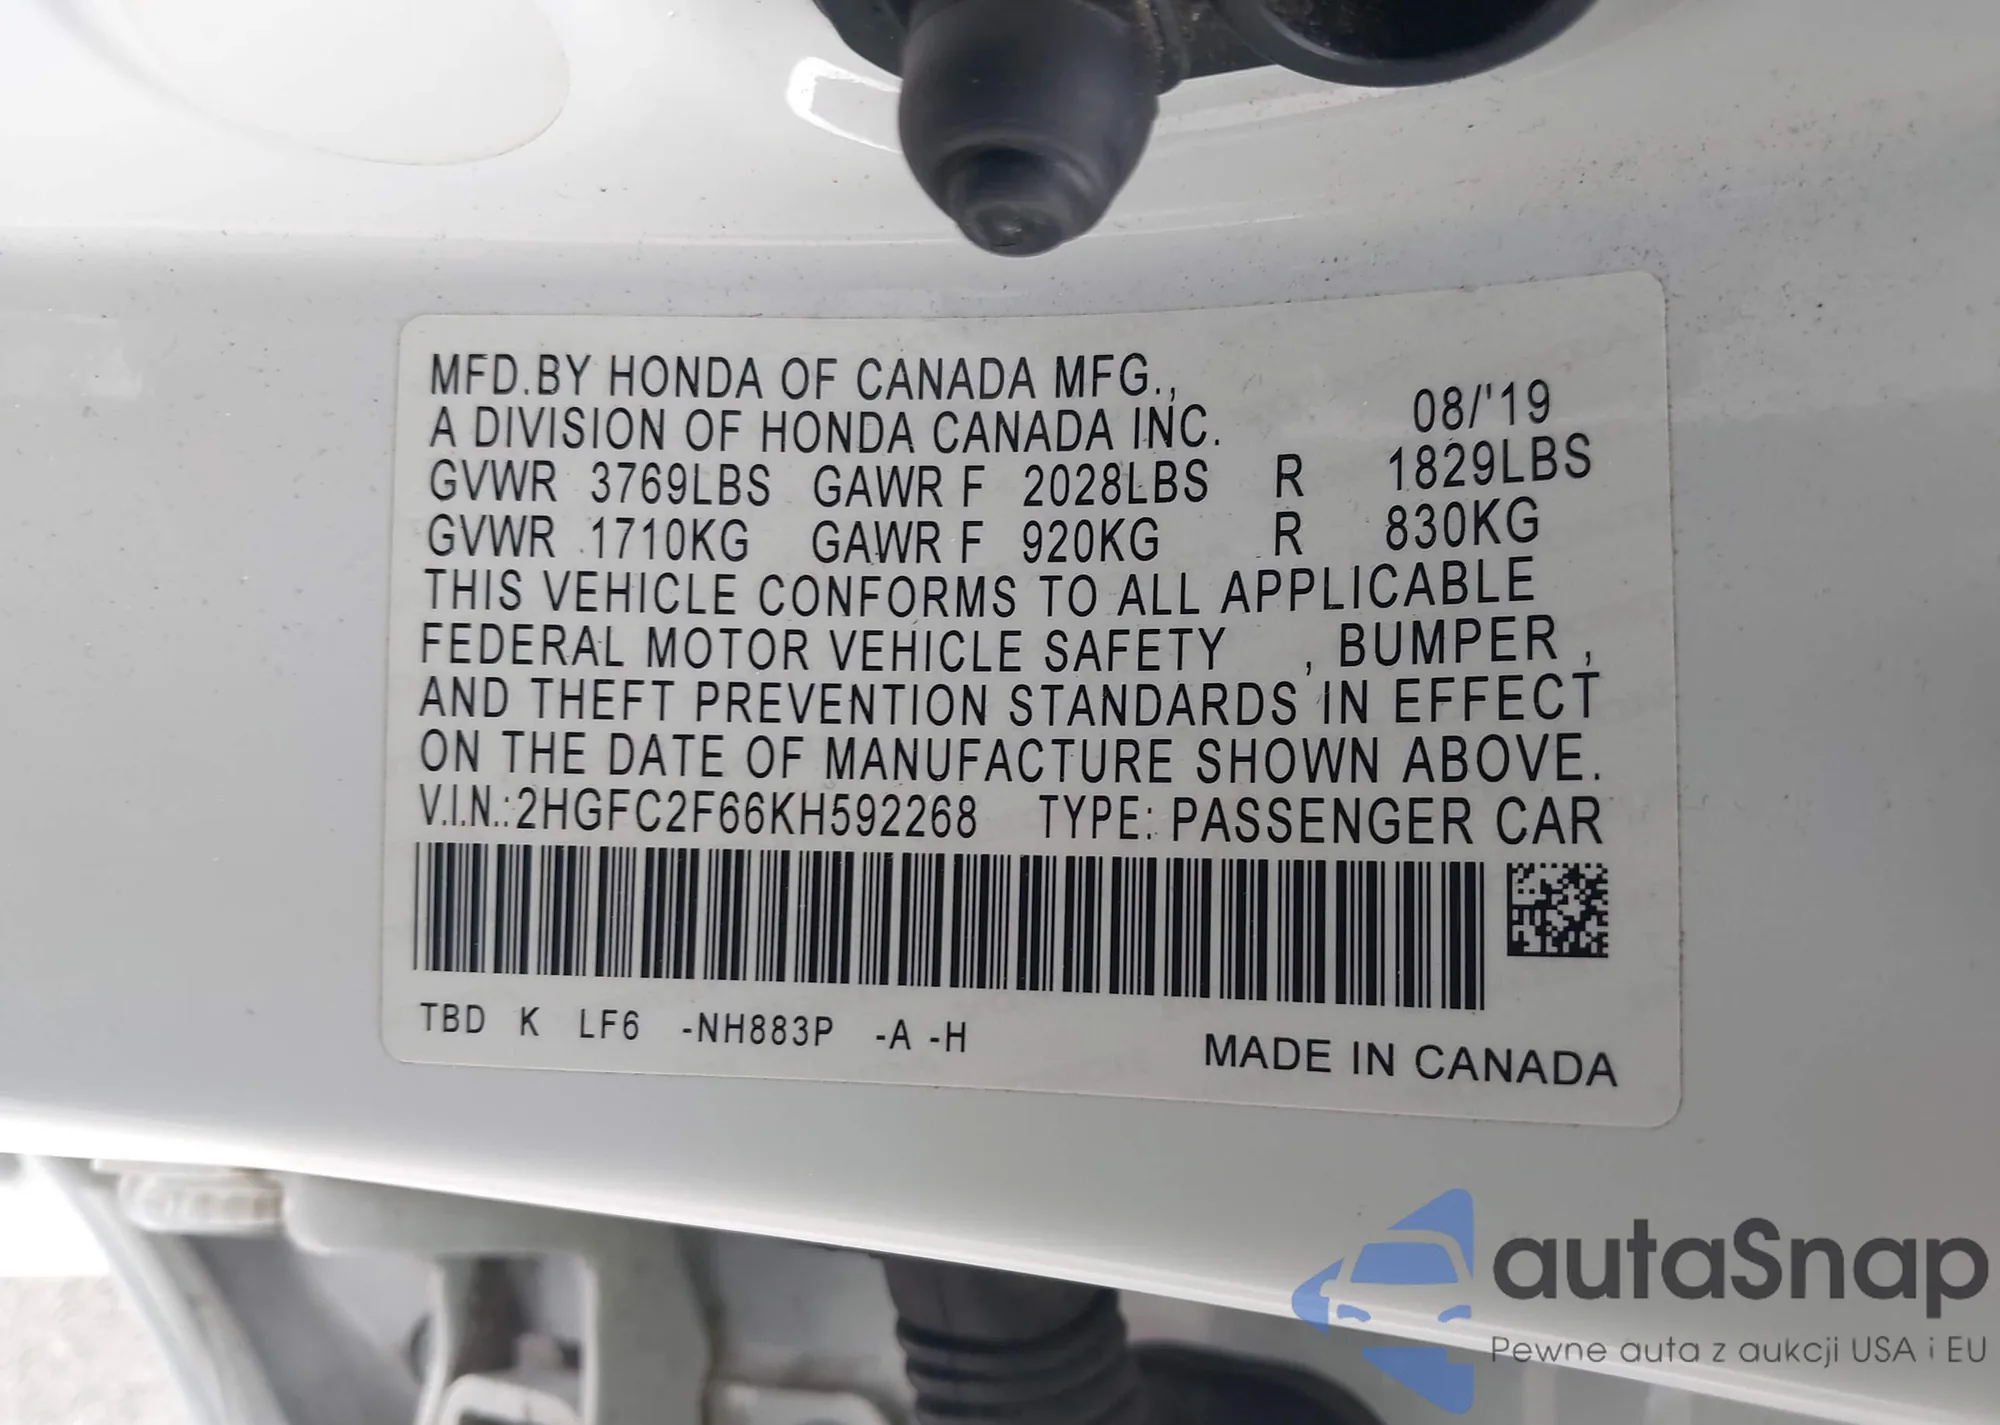 MFD.BY HONDA OF CANADA MFG.,
A DIVISION OF HONDA CANADA INC. 08/'19
GVWR 3769LBS GAWR F 2028LBS R 1829LBS
GVWR 1710KG GAWR F 920KG R 830KG
THIS VEHICLE CONFORMS TO ALL APPLICABLE
FEDERAL MOTOR VEHICLE SAFETY , BUMPER ,
AND THEFT PREVENTION STANDARDS IN EFFECT
ON THE DATE OF MANUFACTURE SHOWN ABOVE.
V.I.N.:2HGFC2F66KH592268 TYPE: PASSENGER CAR
TBD K LF6 -NH883P -A -H
MADE IN CANADA
autaSnap
Pewne auta z aukcji USA i EU